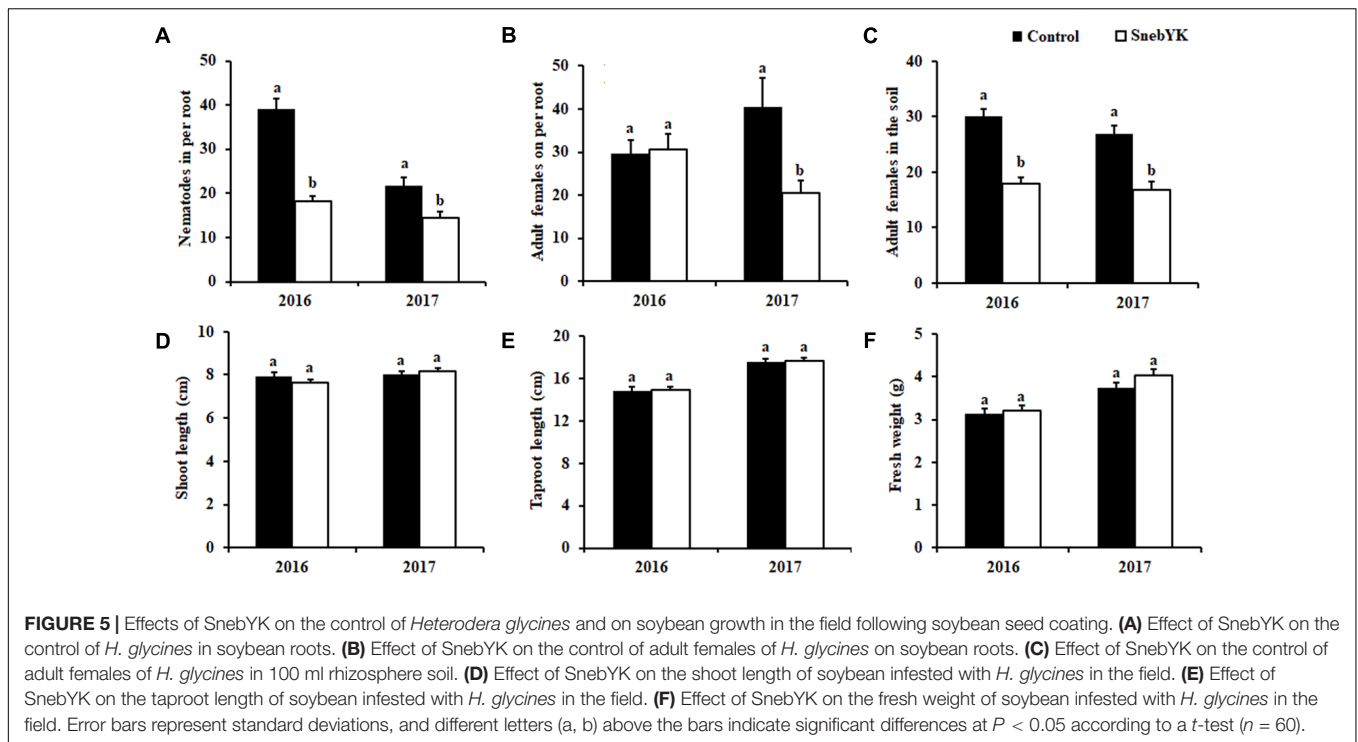 A
B
C
■ Control □ SnebYK
Nematodes in per root
50
40
30
20
10
0
a
b
a
b
2016
2017
Adult females on per root
50
40
30
20
10
0
a
a
a
b
2016
2017
Adult females in the soil
40
30
20
10
0
a
b
a
b
2016
2017
D
E
F
Shoot length (cm)
10
8
6
4
2
0
a
a
a
a
2016
2017
Taproot length (cm)
20
16
12
8
4
0
a
a
a
a
2016
2017
Fresh weight (g)
5
4
3
2
1
0
a
a
a
a
2016
2017
FIGURE 5 | Effects of SnebYK on the control of Heterodera glycines and on soybean growth in the field following soybean seed coating. (A) Effect of SnebYK on the
control of H. glycines in soybean roots. (B) Effect of SnebYK on the control of adult females of H. glycines on soybean roots. (C) Effect of SnebYK on the control of
adult females of H. glycines in 100 ml rhizosphere soil. (D) Effect of SnebYK on the shoot length of soybean infested with H. glycines in the field. (E) Effect of
SnebYK on the taproot length of soybean infested with H. glycines in the field. (F) Effect of SnebYK on the fresh weight of soybean infested with H. glycines in the
field. Error bars represent standard deviations, and different letters (a, b) above the bars indicate significant differences at P < 0.05 according to a t-test (n = 60).